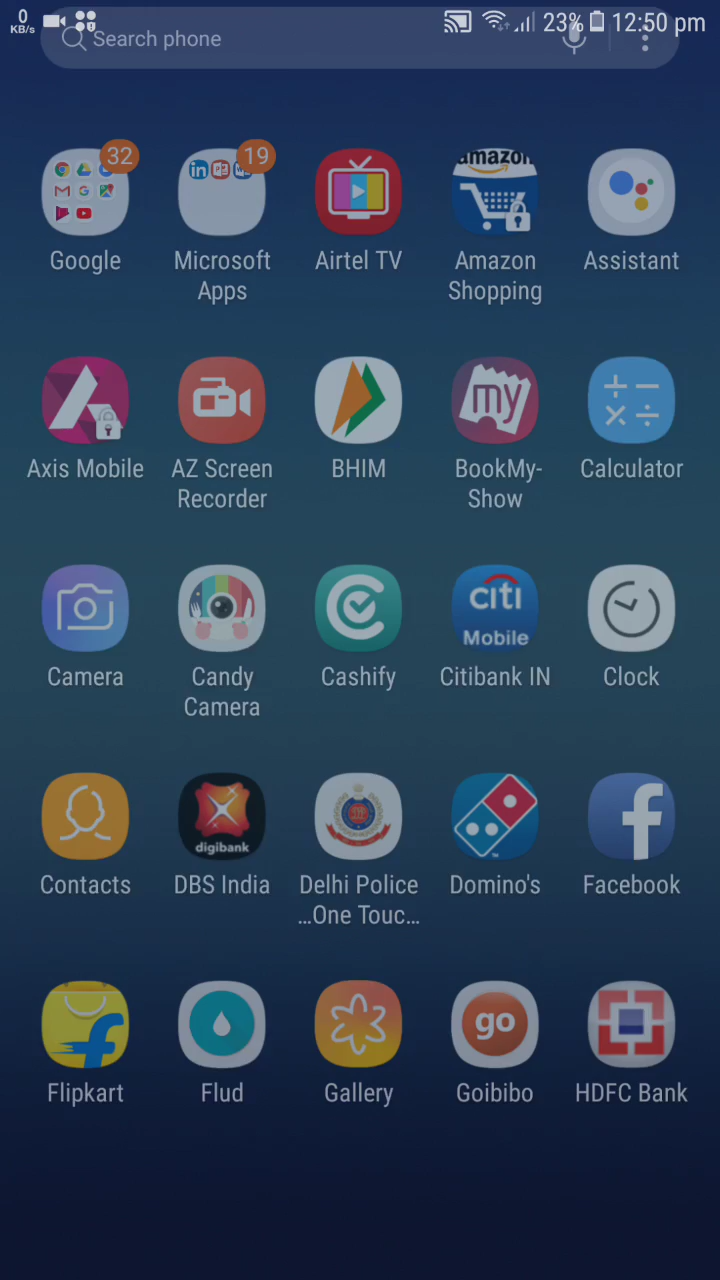 0
KB/s
23%
12:50 pm
Search phone
32
19
amazon
Google
Microsoft
Apps
Airtel TV
Amazon
Shopping
Assistant
my
Axis Mobile
AZ Screen
Recorder
BHIM
BookMy-
Show
Calculator
citi
Mobile
Camera
Candy
Camera
Cashify
Citibank IN
Clock
digibank
Contacts
DBS India
Delhi Police
...One Touc...
Domino's
Facebook
go
Flipkart
Flud
Gallery
Goibibo
HDFC Bank